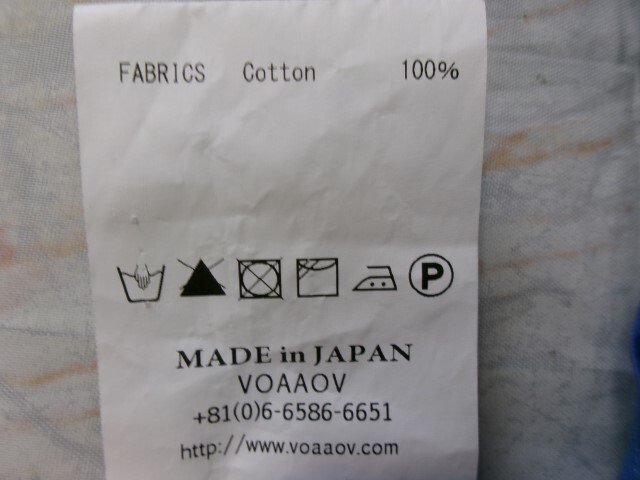 FABRICS Cotton 100%
P
MADE in JAPAN
VOAAOV
+81(0)6-6586-6651
http://www.voaaov.com